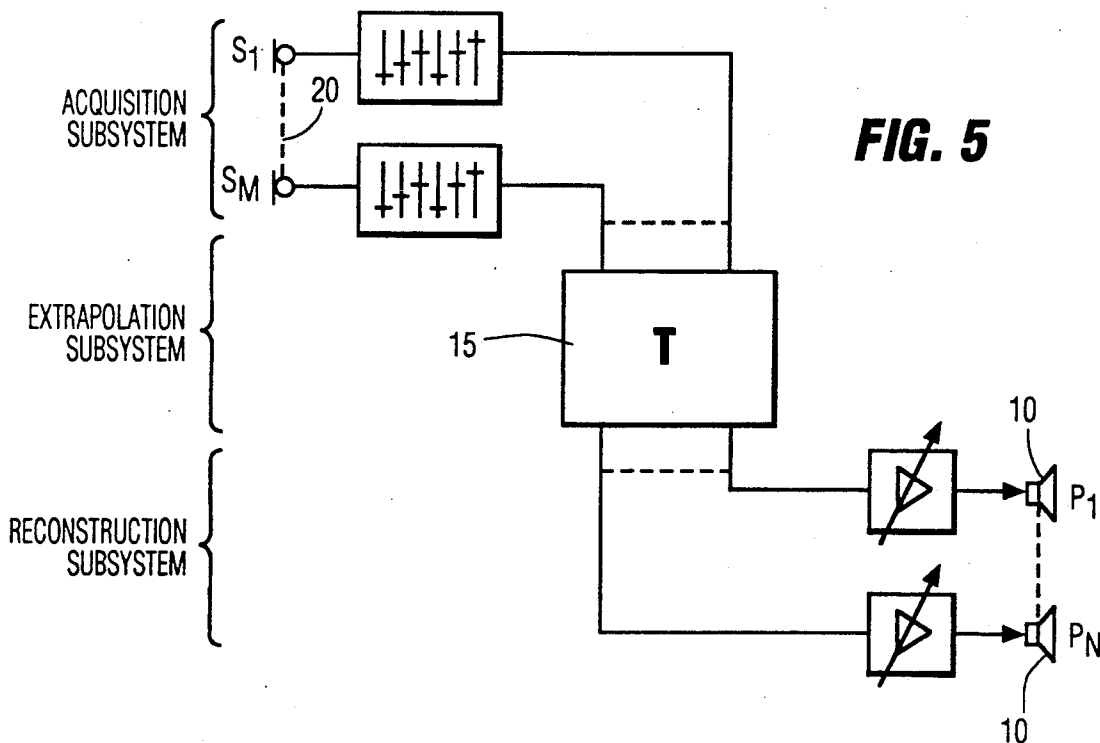 S1
20
ACQUISITION
SUBSYSTEM
SM
FIG. 5
EXTRAPOLATION
SUBSYSTEM
15
T
10
P1
RECONSTRUCTION
SUBSYSTEM
PN
10